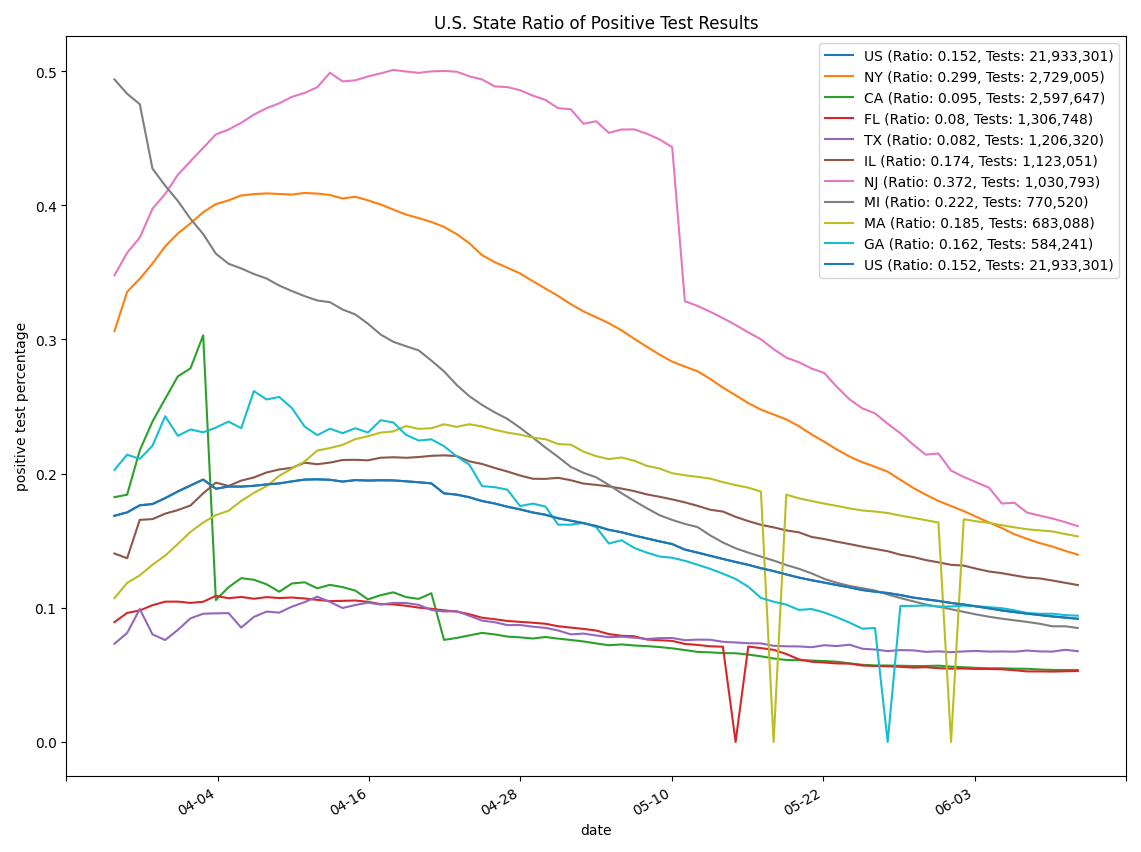 U.S. State Ratio of Positive Test Results
US (Ratio: 0.152, Tests: 21,933,301)
NY (Ratio: 0.299, Tests: 2,729,005)
CA (Ratio: 0.095, Tests: 2,597,647)
FL (Ratio: 0.08, Tests: 1,306,748)
TX (Ratio: 0.082, Tests: 1,206,320)
IL (Ratio: 0.174, Tests: 1,123,051)
NJ (Ratio: 0.372, Tests: 1,030,793)
MI (Ratio: 0.222, Tests: 770,520)
MA (Ratio: 0.185, Tests: 683,088)
GA (Ratio: 0.162, Tests: 584,241)
US (Ratio: 0.152, Tests: 21,933,301)
positive test percentage
0.5
0.4
0.3
0.2
0.1
0.0
04-04
04-16
04-28
05-10
05-22
06-03
date